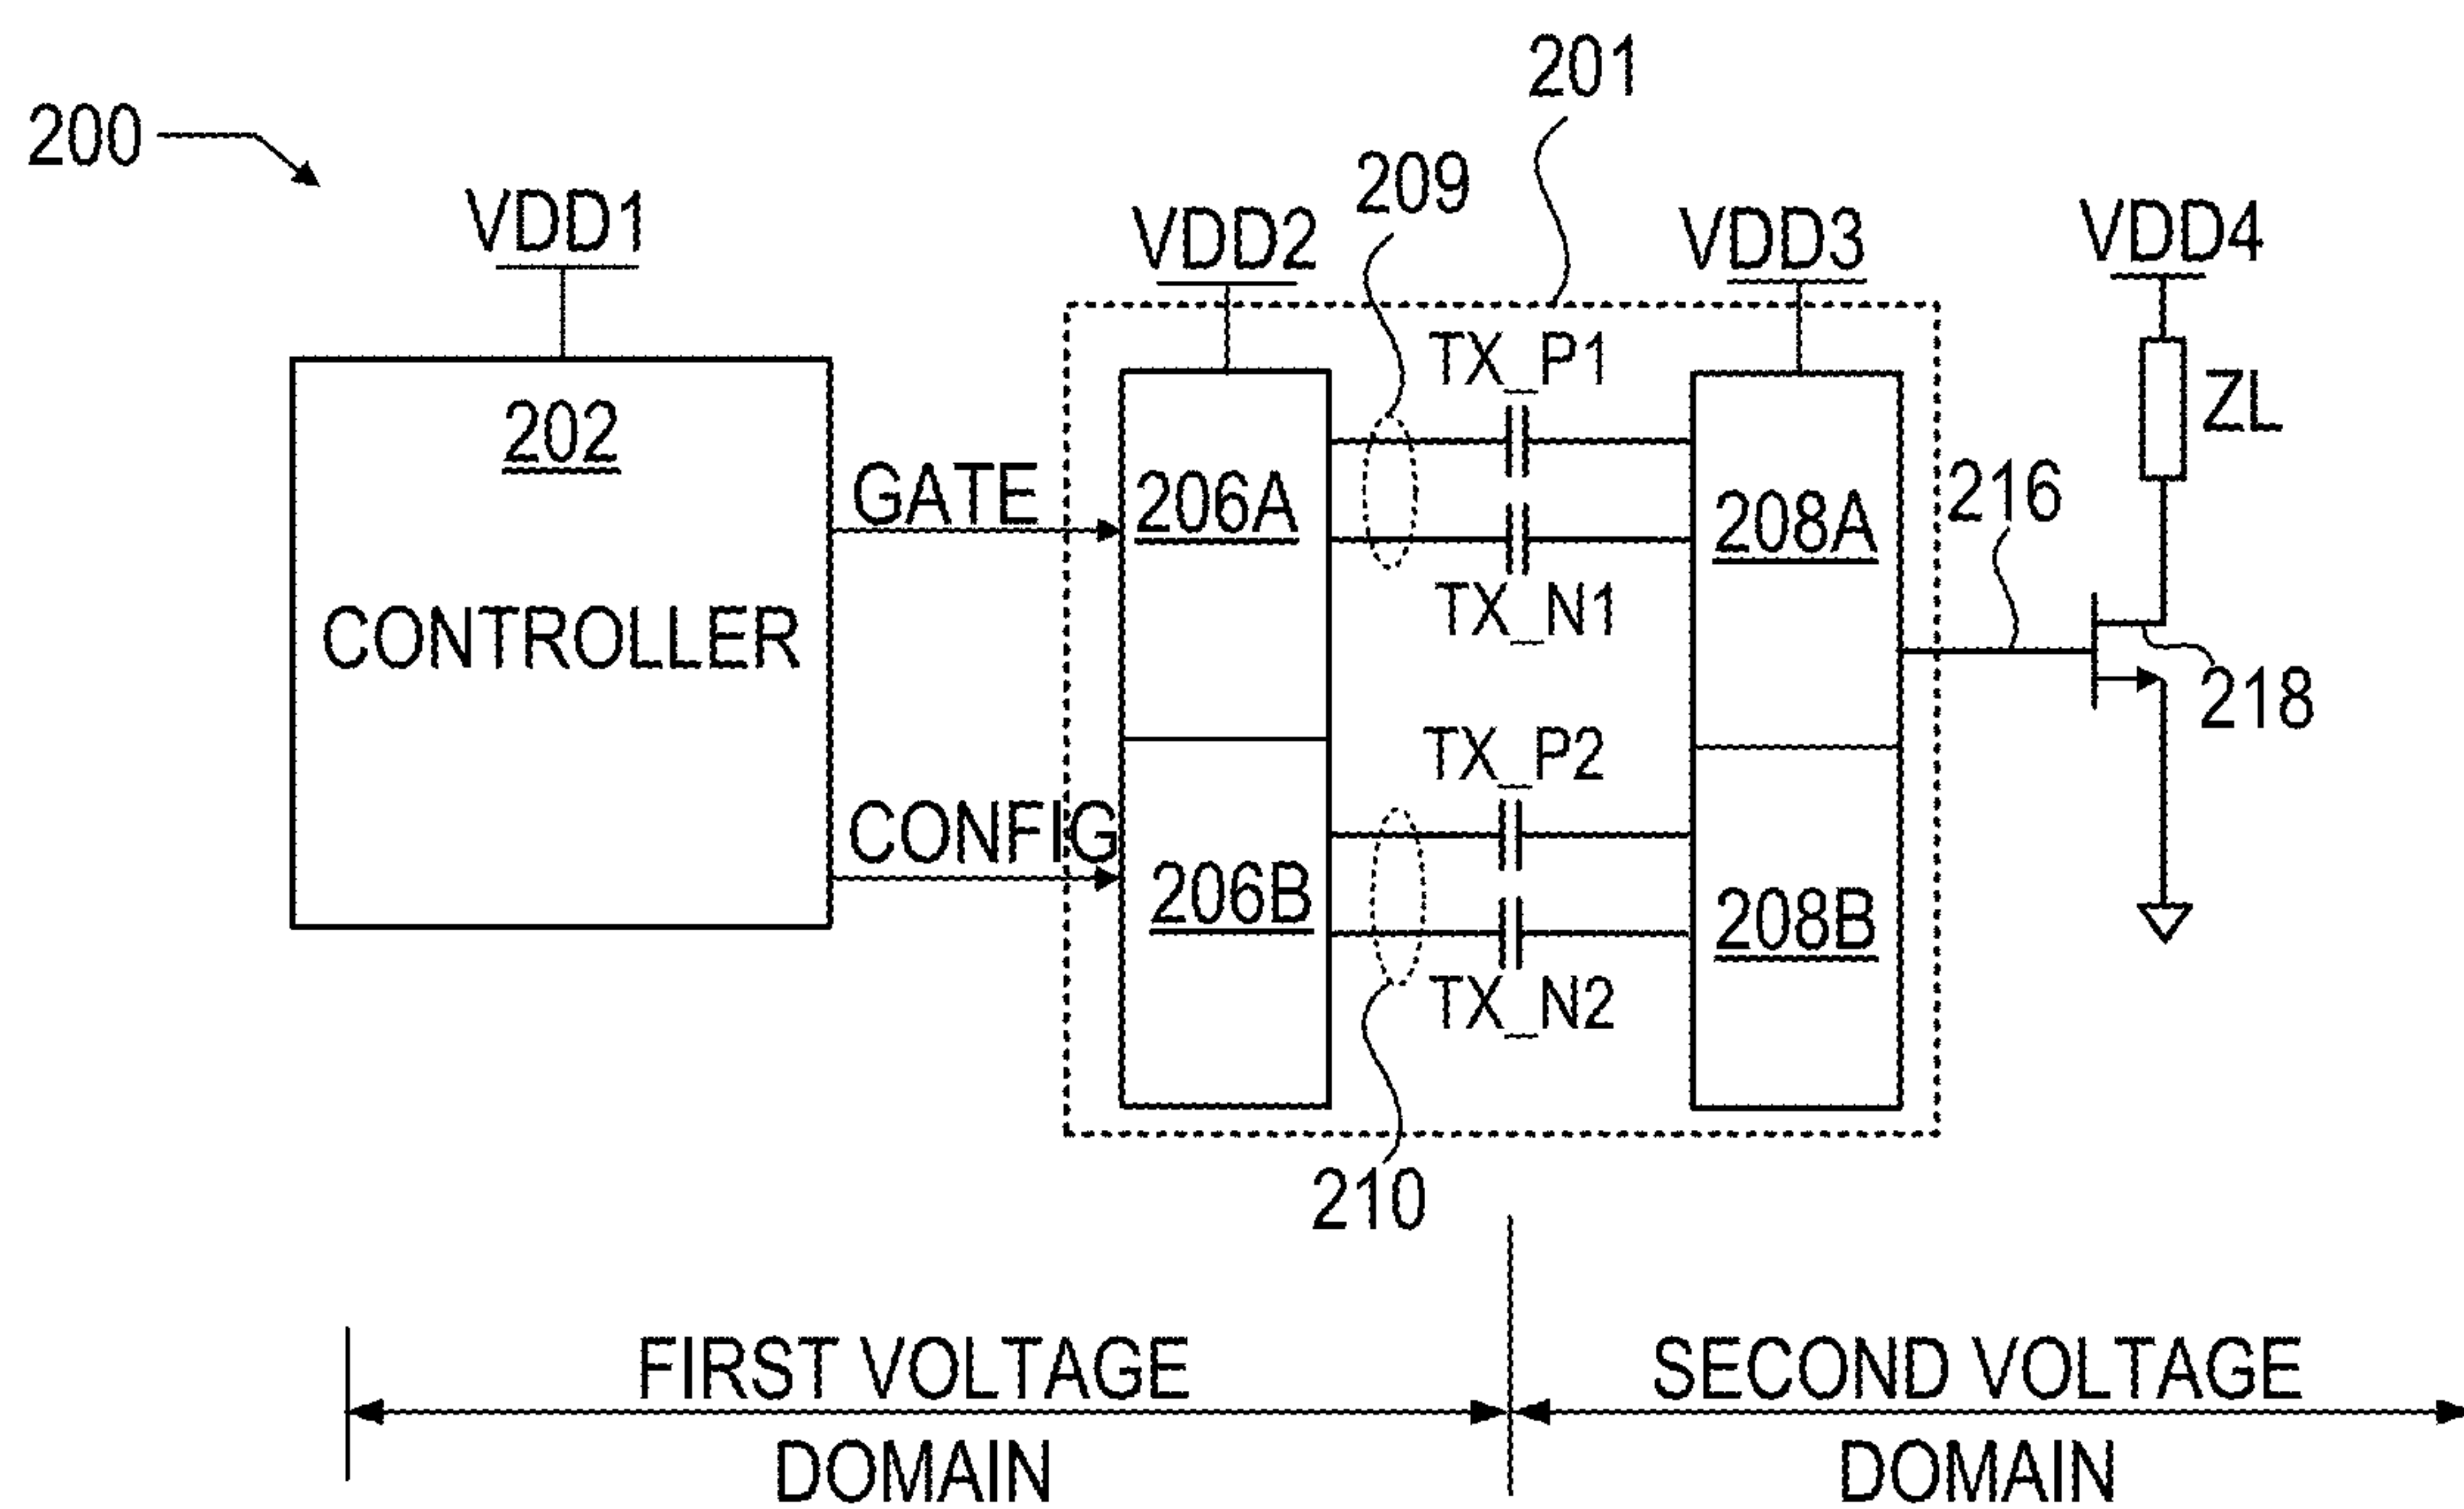 201
200
209
VDD1
VDD2
VDD3
VDD4
TX_P1
202
ZL
GATE
206A
208A
216
CONTROLLER
TX_N1
218
TX_P2
CONFIG
206B
208B
TX_N2
210
FIRST VOLTAGE
DOMAIN
SECOND VOLTAGE
DOMAIN